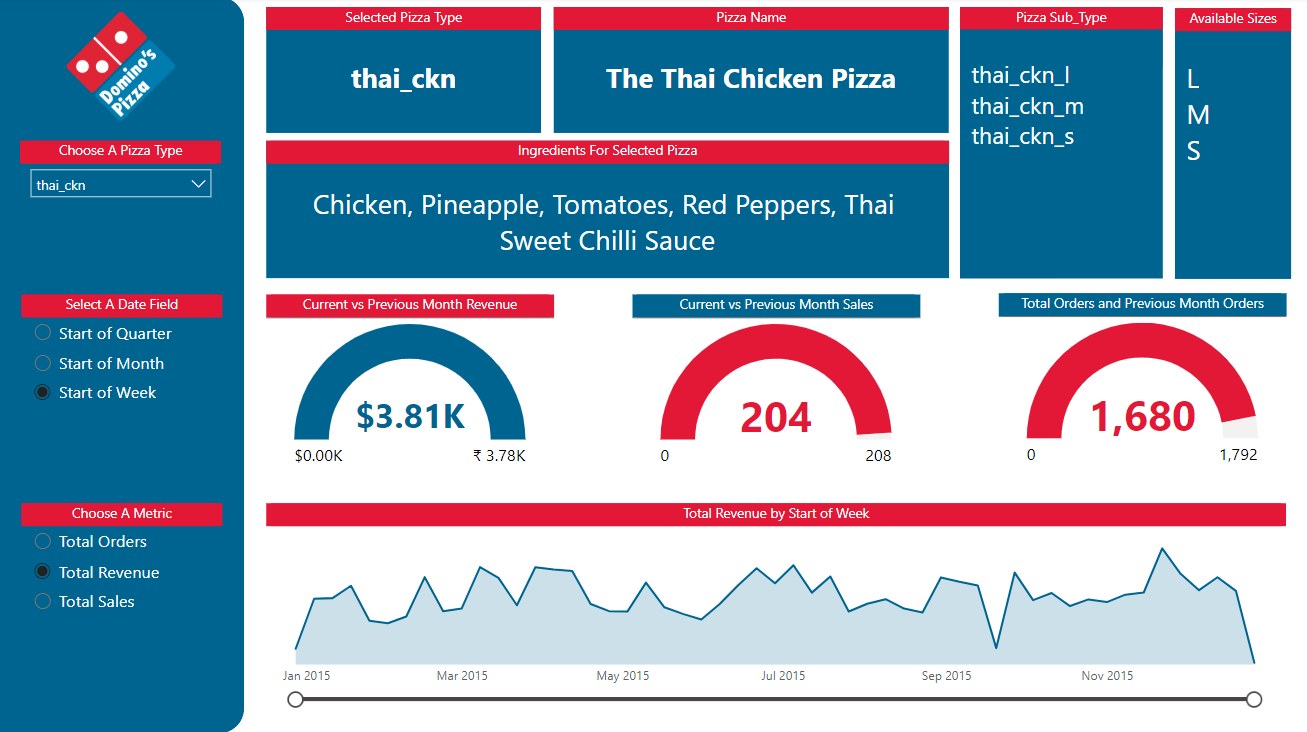 Domino's
Pizza
Choose A Pizza Type
thai_ckn
Select A Date Field
Start of Quarter
Start of Month
Start of Week
Choose A Metric
Total Orders
Total Revenue
Total Sales
Selected Pizza Type
thai_ckn
Pizza Name
The Thai Chicken Pizza
Pizza Sub_Type
thai_ckn_l
thai_ckn_m
thai_ckn_s
Available Sizes
L
M
S
Ingredients For Selected Pizza
Chicken, Pineapple, Tomatoes, Red Peppers, Thai
Sweet Chilli Sauce
Current vs Previous Month Revenue
$3.81K
$0.00K
₹ 3.78K
Current vs Previous Month Sales
204
0
208
Total Orders and Previous Month Orders
1,680
0
1,792
Total Revenue by Start of Week
Jan 2015
Mar 2015
May 2015
Jul 2015
Sep 2015
Nov 2015